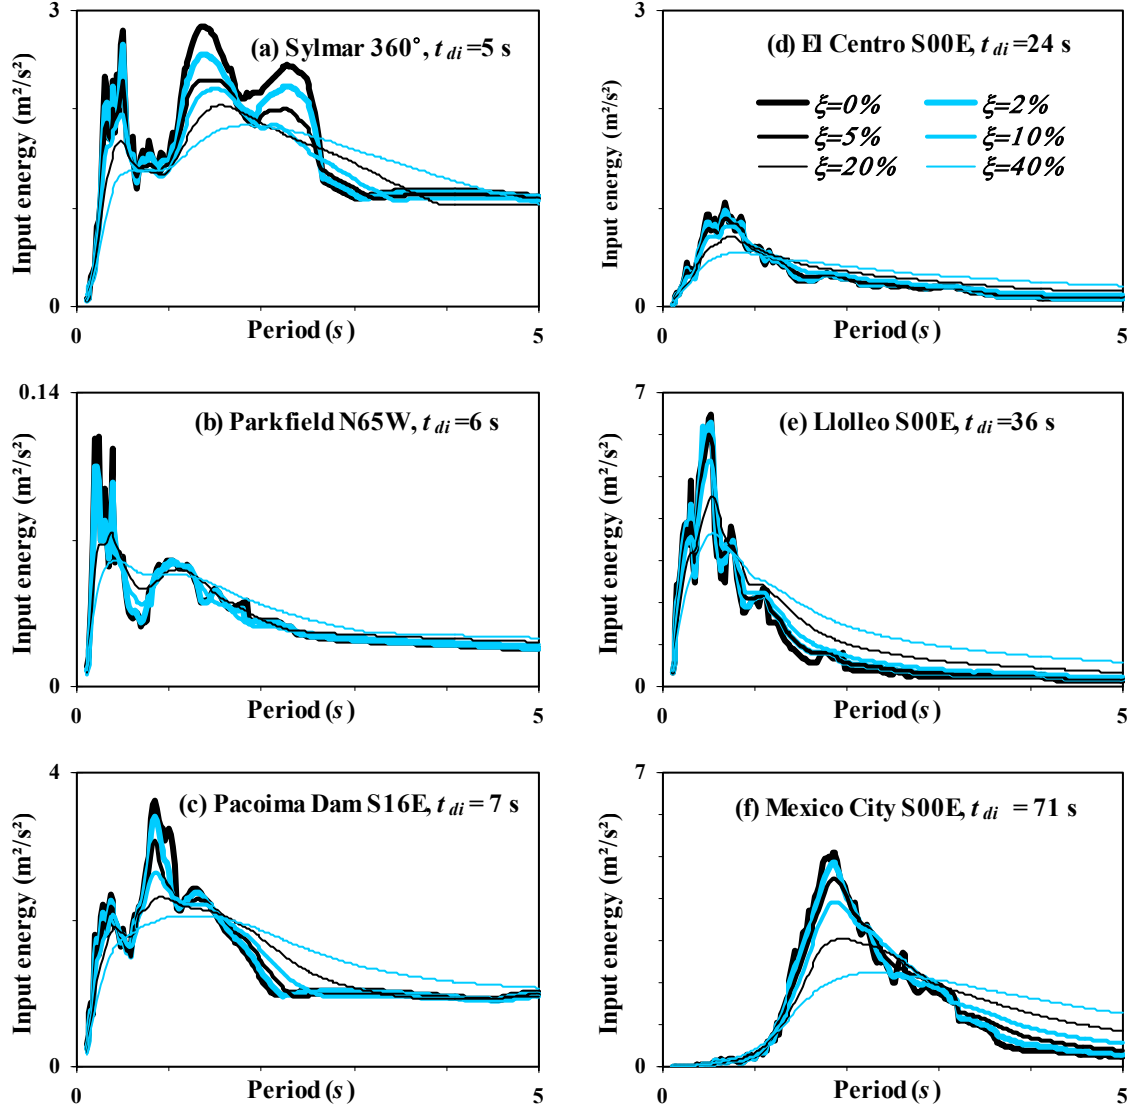 3
(a) Sylmar 360°, t di =5 s
Input energy (m²/s²)
0
0
Period (s)
5
3
(d) El Centro S00E, t di =24 s
ξ=0%
ξ=2%
ξ=5%
ξ=10%
ξ=20%
ξ=40%
Input energy (m²/s²)
0
0
Period (s)
5
0.14
(b) Parkfield N65W, t di =6 s
Input energy (m²/s²)
0
0
Period (s)
5
7
(e) Llolleo S00E, t di =36 s
Input energy (m²/s²)
0
0
Period (s)
5
4
(c) Pacoima Dam S16E, t di = 7 s
Input energy (m²/s²)
0
0
Period (s)
5
7
(f) Mexico City S00E, t di = 71 s
Input energy (m²/s²)
0
0
Period (s)
5